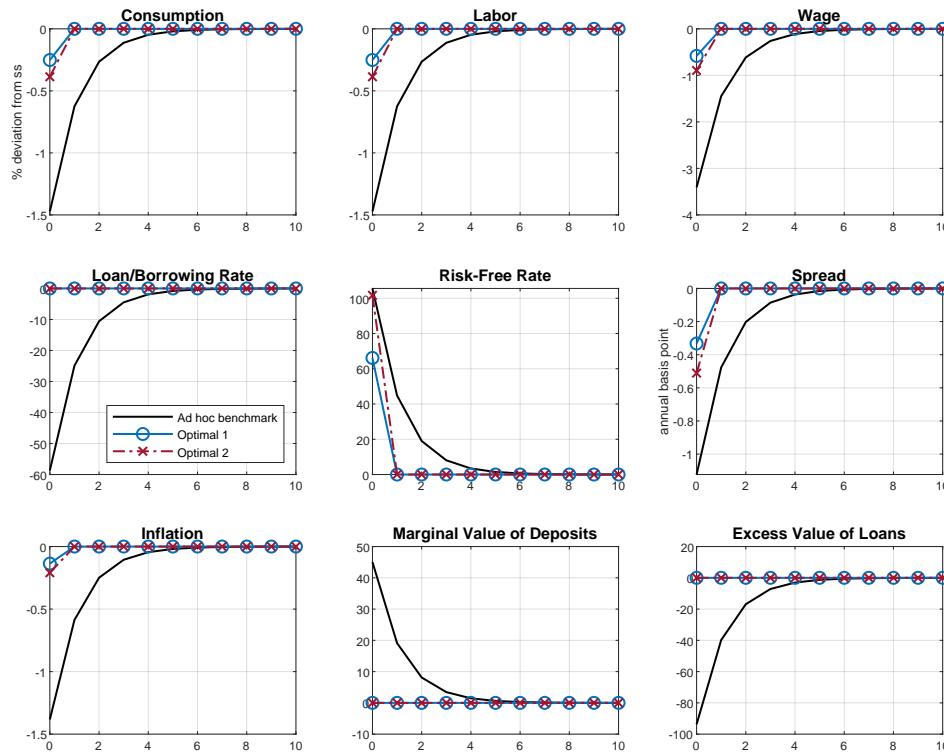 Consumption
Labor
Wage
0
-0.5
-1
-1.5
% deviation from ss
0 2 4 6 8 10
0
-0.5
-1
-1.5
0 2 4 6 8 10
0
-1
-2
-3
-4
0 2 4 6 8 10
Loan/Borrowing Rate
Risk-Free Rate
Spread
0
-10
-20
-30
-40
-50
-60
0 2 4 6 8 10
Ad hoc benchmark
Optimal 1
Optimal 2
100
80
60
40
20
0
0 2 4 6 8 10
0
-0.2
-0.4
-0.6
-0.8
-1
annual basis point
0 2 4 6 8 10
Inflation
Marginal Value of Deposits
Excess Value of Loans
0
-0.5
-1
-1.5
0 2 4 6 8 10
50
40
30
20
10
0
-10
0 2 4 6 8 10
20
0
-20
-40
-60
-80
-100
0 2 4 6 8 10